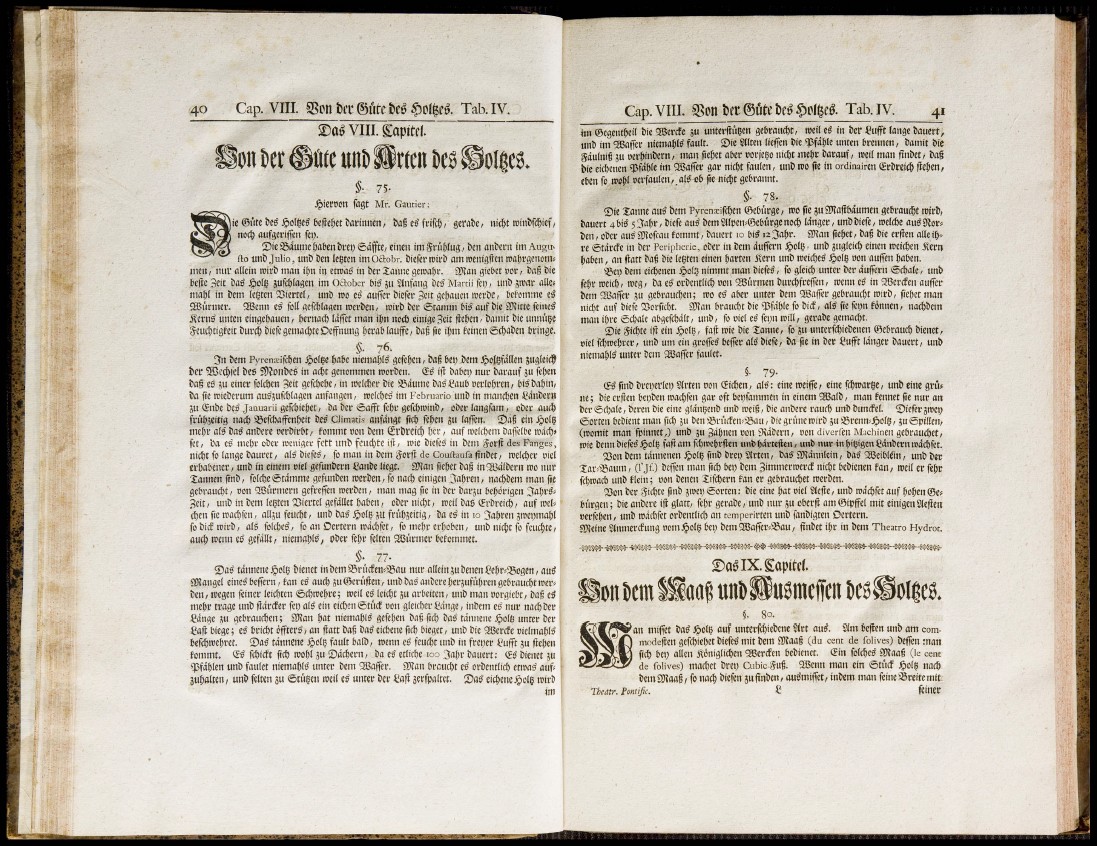 40 Cap. VIII. Von der Güte des Holtzes. Tab. IV.
Das VIII. Capitel.
Von der Güte und Arten des Holtzes.
§. 75.
Hiervon sagt Mr. Gautier:
Die Güte des Holtzes bestehet darinnen, daß es frisch, gerade, nicht windschief,
noch aufgerissen sey.
Die Bäume haben drey Säffte, einen im Frühlug, den andern im Augu-
sto und Julio, und den letzten im Octobr. dieser wird am wenigsten wahrgenom-
men, nur allein wird man ihn in etwas in der Tanne gewahr. Man giebet vor, daß die
beste Zeit das Holtz zuschlagen im October bis zu Anfang des Martii sey, und zwar alle-
mahl in dem letzten Viertel, und wo es ausser dieser Zeit gehauen werde, bekomme es
Würmer. Wenn es soll geschlagen werden, wird der Stamm bis auf die Mitte seines
Kerns unten eingehauen, hernach lässet man ihn noch einige Zeit stehen, damit die unnütze
Feuchtigkeit durch diese gemachte Oeffnung herab lauffe, daß sie ihm keinen Schaden bringe.
§. 76.
In dem Pyrenæischen Holtze habe niemahls gesehen, daß bey dem Holtzfällen zugleich
der Wechsel des Mondes in acht genommen worden. Es ist dabey nur darauf zu sehen
daß es zu einer solchen Zeit geschehe, in welcher die Bäume das Laub verlohren, bis dahin,
da sie wiederum auszuschlagen anfangen, welches im Februario und in manchen Ländern
zu Ende des Januarii geschiehet, da der Safft sehr geschwind, oder langsam, oder auch
frühzeitig nach Beschaffenheit des Climatis anfängt sich sehen zu lassen. Daß ein Holtz
mehr als das andere verdirbt, kommt von dem Erdreich her, auf welchem dasselbe wäch-
set, da es mehr oder weniger fett und feuchte ist, wie dieses in dem Forst des Fanges,
nicht so lange dauret, als dieses, so man in dem Forst de Coustaufa findet, welcher viel
erhabener, und in einem viel gesundern Lande liegt. Man siehet daß in Wäldern wo nur
Tannen sind, solche Stämme gefunden werden, so nach einigen Jahren, nachdem man sie
gebraucht, von Würmern gefressen werden, man mag sie in der darzu behörigen Jahrs-
Zeit, und in dem letzten Viertel gefället haben, oder nicht, weil das Erdreich, auf wel-
chen sie wachsen, allzu feucht, und das Holtz zu frühzeitig, da es in 10 Jahren zweymahl
so dick wird, als solches, so an Oertern wächset, so mehr erhoben, und nicht so feuchte,
auch wenn es gefällt, niemahls, oder sehr selten Würmer bekommet.
§. 77.
Das tännene Holtz dienet in dem Brücken-Bau nur allein zu denen Lehr-Bogen, aus
Mangel eines bessern, kan es auch zu Gerüsten, und das andere herzuführen gebraucht wer-
den, wegen seiner leichten Schwehre; weil es leicht zu arbeiten, und man vorgiebt, daß es
mehr trage und stärcker sey als ein eichen Stück von gleicher Länge, indem es nur nach der
Länge zu gebrauchen; Man hat niemahls gesehen daß sich das tännene Holtz unter der
Last biege; es bricht öffters, an statt daß das eichene sich bieget, und die Wercke vielmahls
beschwehret. Das tännene Holtz fault bald, wenn es feucht und in freyer Lufft zu stehen
kommt. Es schickt sich wohl zu Dächern, da es etliche 100 Jahr dauert: Es dienet zu
Pfählen und faulet niemahls unter dem Wasser. Man braucht es ordentlich etwas auf-
zuhalten, und selten zu Stützen weil es unter der Last zerspaltet. Das eichene Holtz wird
im
Cap. VIII. Von der Güte des Holtzes. Tab. IV. 41
im Gegentheil die Wercke zu unterstützen gebraucht, weil es in der Lufft lange dauert,
und im Wasser niemahls fault. Die Alten liessen die Pfähle unten brennen, damit die
Fäulniß zu verhindern, man siehet aber vorjetzo nicht mehr darauf, weil man findet, daß
die eichenen Pfähle im Wasser gar nicht faulen, und wo sie in ordinairen Erdreich stehen,
eben so wohl verfaulen, als ob sie nicht gebrannt.
§. 78.
Die Tanne aus dem Pyrenæischen Gebürge, wo sie zu Mastbäumen gebraucht wird,
dauert 4 bis 5 Jahr, diese aus dem Alpen-Gebürge noch länger, und diese, welche aus Nor-
den, oder aus Moskau kommt, dauert 10 bis 12 Jahr. Man siehet, daß die ersten alle ih-
re Stärcke in der Peripherie, oder in dem äussern Holtz, und zugleich einen weichen Kern
haben, an statt daß die letzten einen harten Kern und weiches Holtz von aussen haben.
Bey dem eichenen Holtz nimmt man dieses, so gleich unter der äussern Schale, und
sehr weich, weg, da es ordentlich von Würmen durchfressen, wenn es in Wercken ausser
dem Wasser zu gebrauchen; wo es aber unter dem Wasser gebraucht wird, siehet man
nicht auf diese Vorsicht. Man braucht die Pfähle so dick, als sie seyn können, nachdem
man ihre Schale abgeschält, und, so viel es seyn will, gerade gemacht.
Die Fichte ist ein Holtz, fast wie die Tanne, so zu unterschiedenen Gebrauch dienet,
viel schwehrer, und um ein grosses besser als diese, da sie in der Lufft länger dauert, und
niemahls unter dem Wasser faulet.
§. 79.
Es sind dreyerley Arten von Eichen, als: eine weisse, eine schwartze, und eine grü-
ne; die ersten beyden wachsen gar oft beysammen in einem Wald, man kennet sie nur an
der Schale, deren die eine gläntzend und weiß, die andere rauch und dunckel. Dieser zwey
Sorten bedient man sich zu den Brücken-Bau, die grüne wird zu Brenn-Holtz, zu Spillen,
(womit man spinnet,) und zu Zähnen von Rädern, von diversen Machinen gebrauchet,
wie denn dieses Holtz fast am schwehrsten und härtesten, und nur in hitzigen Ländern wächset.
Von dem tännenen Holtz sind drey Arten, das Männlein, das Weiblein, und der
Tar-Baum, (l'Jf.) dessen man sich bey dem Zimmerwerck nicht bedienen kan, weil er sehr
schwach und klein; von denen Tischern kan er gebrauchet werden.
Von der Fichte sind zwey Sorten: die eine hat viel Aeste, und wächset auf hohen Ge-
bürgen; die andere ist glatt, sehr gerade, und nur zu oberst am Gipffel mit einigen Aesten
versehen, und wächset ordentlich an temperirten und sandigten Oertern.
Meine Anmerckung vom Holtz bey dem Wasser-Bau, findet ihr in dem Theatro Hydrot.
Das IX. Capitel.
Von dem Maaß und Ausmessen des Holtzes.
§. 80.
Man misset das Holtz auf unterschiedene Art aus. Am besten und am com-
modesten geschiehet dieses mit dem Maaß (du cent de solives) dessen man
sich bey allen Königlichen Wercken bedienet. Ein solches Maaß (le cent
de solives) machet drey Cubic-Fuß. Wenn man ein Stück Holtz nach
dem Maaß, so nach diesen zu finden, ausmisset, indem man seine Breite mit
Theatr. Pontific. L seiner